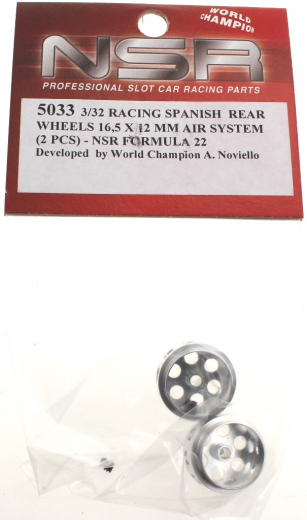 WORLD
CHAMPION
NSR
PROFESSIONAL SLOT CAR RACING PARTS
5033 3/32 RACING SPANISH REAR
WHEELS 16,5 X 12 MM AIR SYSTEM
(2 PCS) - NSR FORMULA 22
Developed by World Champion A. Noviello